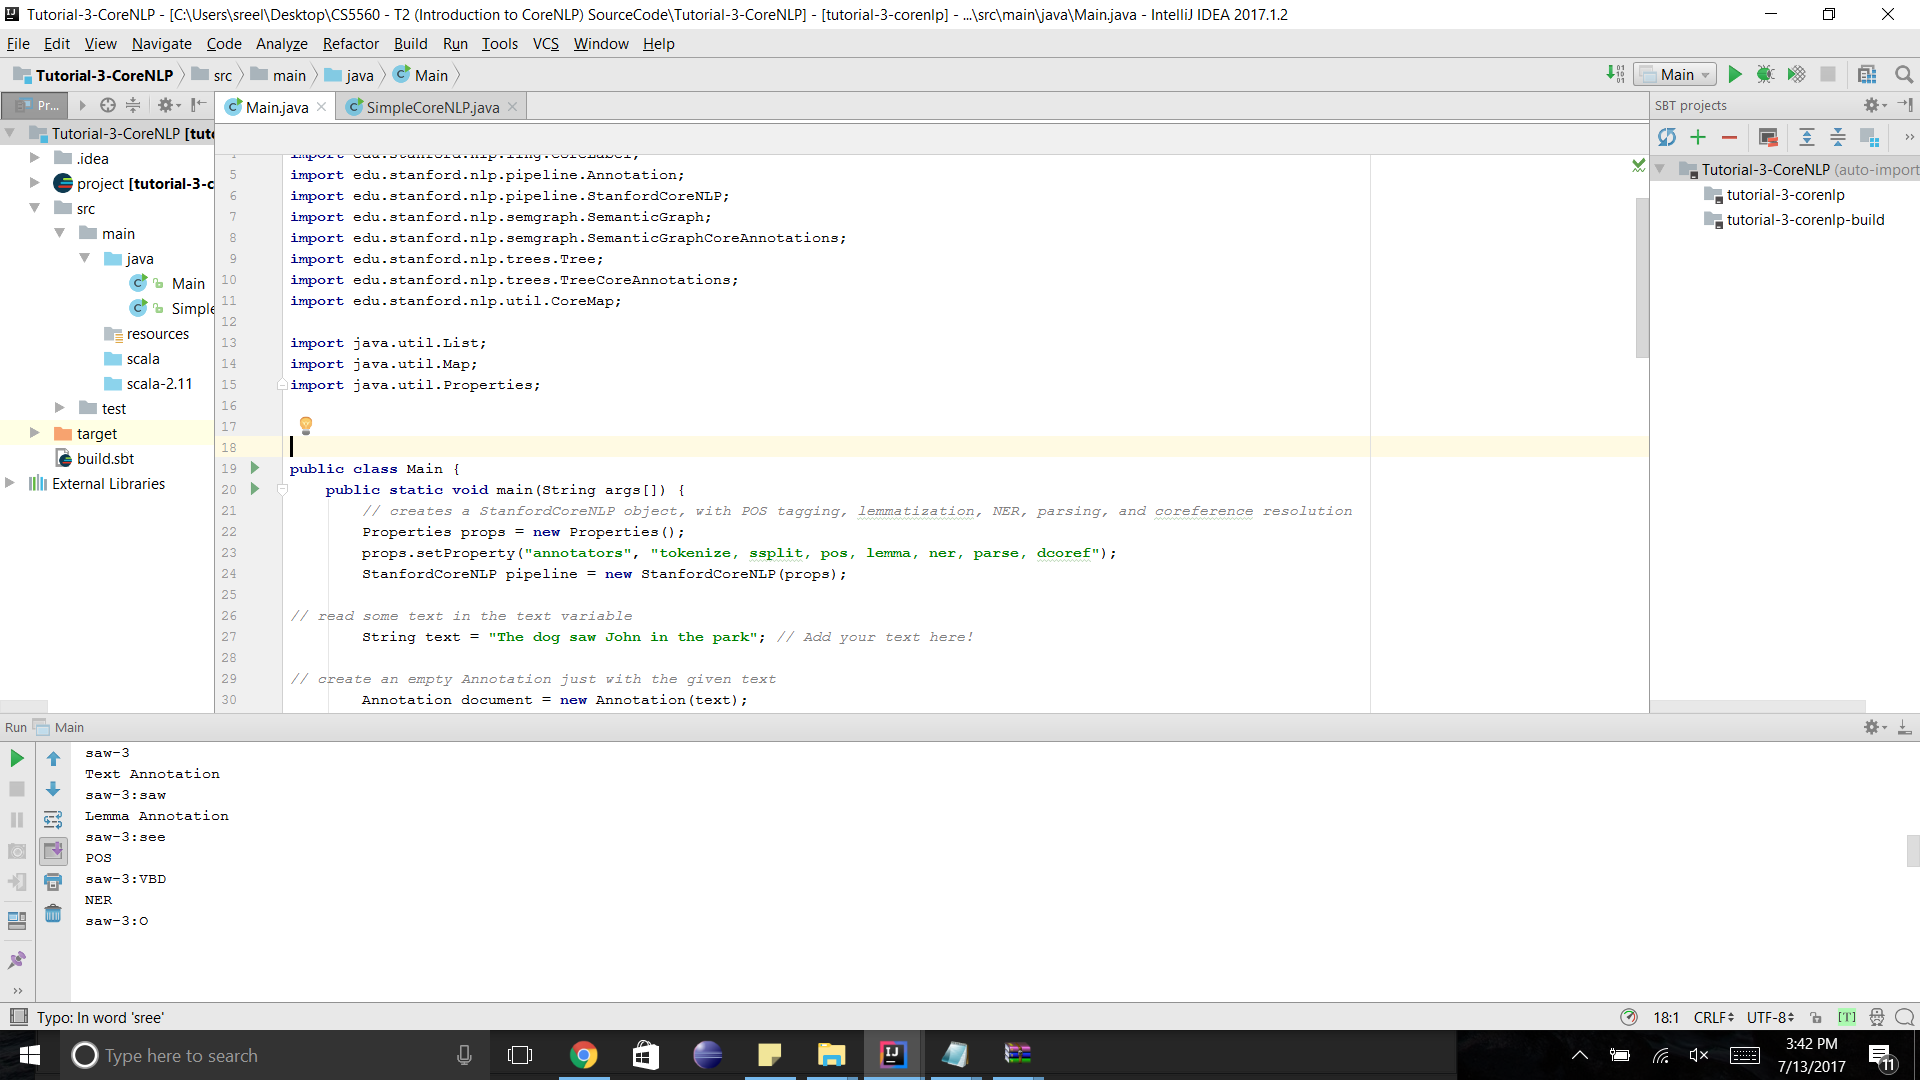 Tutorial-3-CoreNLP - [C:\Users\sreel\Desktop\CS5560 - T2 (Introduction to CoreNLP) SourceCode\Tutorial-3-CoreNLP] - [tutorial-3-corenlp] - ...\src\main\java\Main.java - IntelliJ IDEA 2017.1.2
File Edit View Navigate Code Analyze Refactor Build Run Tools VCS Window Help
Tutorial-3-CoreNLP src main java Main
Main
Pr...
Main.java SimpleCoreNLP.java
SBT projects
Tutorial-3-CoreNLP [tuto
.idea
project [tutorial-3-c
src
main
java
Main
Simple
resources
scala
scala-2.11
test
target
build.sbt
External Libraries
4 import edu.stanford.nlp.ling.CoreLabel;
5 import edu.stanford.nlp.pipeline.Annotation;
6 import edu.stanford.nlp.pipeline.StanfordCoreNLP;
7 import edu.stanford.nlp.semgraph.SemanticGraph;
8 import edu.stanford.nlp.semgraph.SemanticGraphCoreAnnotations;
9 import edu.stanford.nlp.trees.Tree;
10 import edu.stanford.nlp.trees.TreeCoreAnnotations;
11 import edu.stanford.nlp.util.CoreMap;
12
13 import java.util.List;
14 import java.util.Map;
15 import java.util.Properties;
16
17
18
19 public class Main {
20 public static void main(String args[]) {
21 // creates a StanfordCoreNLP object, with POS tagging, lemmatization, NER, parsing, and coreference resolution
22 Properties props = new Properties();
23 props.setProperty("annotators", "tokenize, ssplit, pos, lemma, ner, parse, dcoref");
24 StanfordCoreNLP pipeline = new StanfordCoreNLP(props);
25
26 // read some text in the text variable
27 String text = "The dog saw John in the park"; // Add your text here!
28
29 // create an empty Annotation just with the given text
30 Annotation document = new Annotation(text);
Tutorial-3-CoreNLP (auto-import
tutorial-3-corenlp
tutorial-3-corenlp-build
Run Main
saw-3
Text Annotation
saw-3:saw
Lemma Annotation
saw-3:see
POS
saw-3:VBD
NER
saw-3:O
Typo: In word 'sree'
18:1 CRLF UTF-8 [T]
Type here to search
3:42 PM
7/13/2017
11